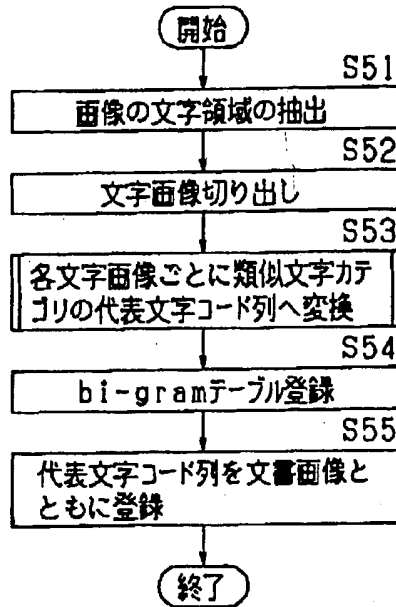 開始
S51
画像の文字領域の抽出
S52
文字画像切り出し
S53
各文字画像ごとに類似文字カテ
ゴリの代表文字コード列へ変換
S54
bi-gramテーブル登録
S55
代表文字コード列を文書画像と
ともに登録
終了